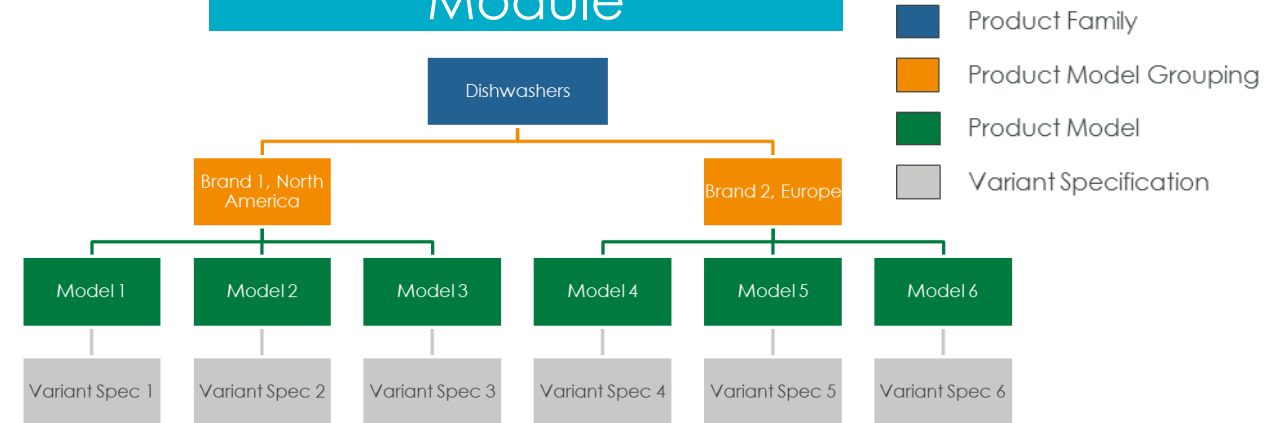 Module
Product Family
Dishwashers
Product Model Grouping
Product Model
Brand 1, North
America
Brand 2, Europe
Variant Specification
Model 1
Model 2
Model 3
Model 4
Model 5
Model 6
Variant Spec 1
Variant Spec 2
Variant Spec 3
Variant Spec 4
Variant Spec 5
Variant Spec 6